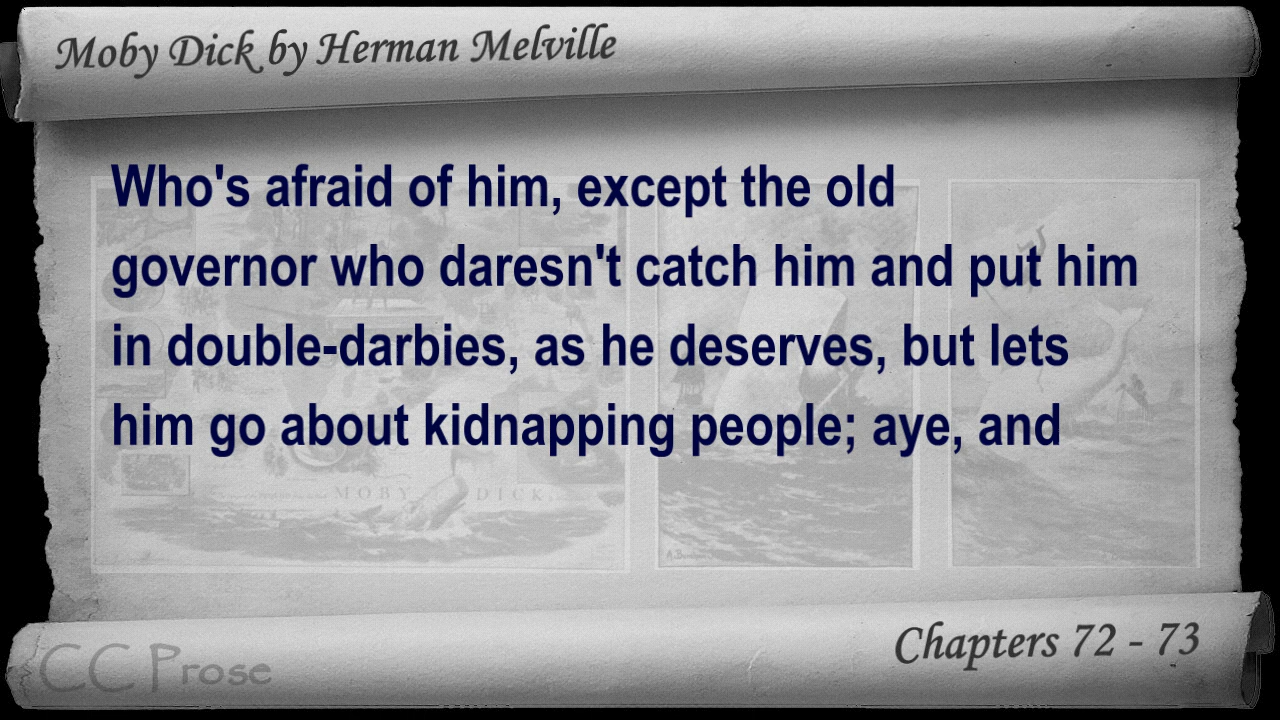 Moby Dick by Herman Melville
Who's afraid of him, except the old
governor who daresn't catch him and put him
in double-darbies, as he deserves, but lets
him go about kidnapping people; aye, and
MOBY DICK
Chapters 72 - 73
CC Prose